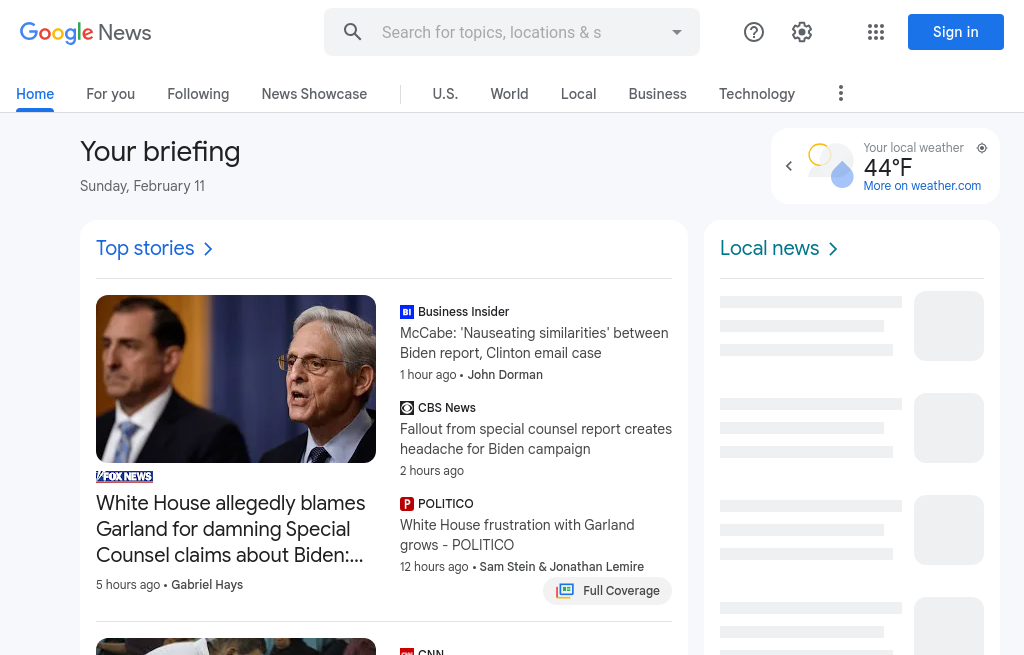 Google News
Search for topics, locations & s
Sign in
Home
For you
Following
News Showcase
U.S.
World
Local
Business
Technology
Your briefing
Sunday, February 11
Your local weather
44°F
More on weather.com
Top stories
FOX NEWS
White House allegedly blames
Garland for damning Special
Counsel claims about Biden:...
5 hours ago • Gabriel Hays
BI Business Insider
McCabe: 'Nauseating similarities' between
Biden report, Clinton email case
1 hour ago • John Dorman
CBS News
Fallout from special counsel report creates
headache for Biden campaign
2 hours ago
P POLITICO
White House frustration with Garland
grows - POLITICO
12 hours ago • Sam Stein & Jonathan Lemire
Full Coverage
CNN
Local news